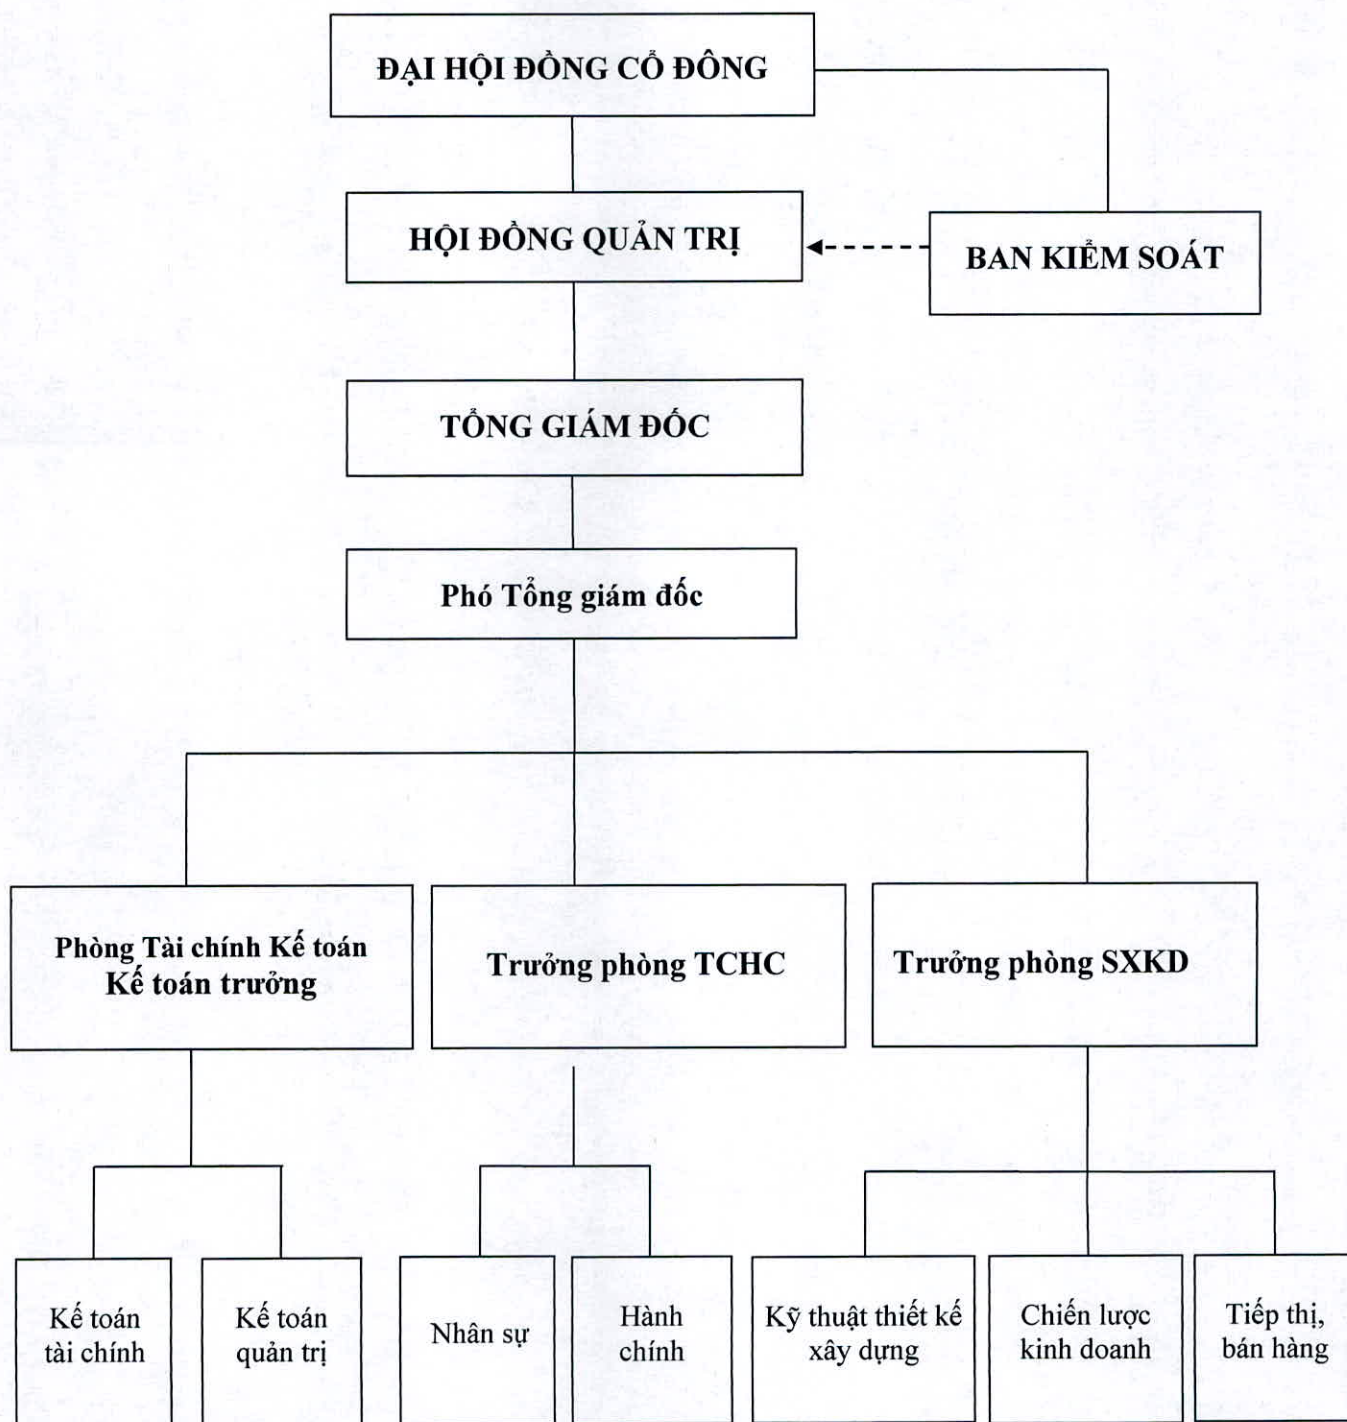 ĐẠI HỘI ĐỒNG CỔ ĐÔNG
HỘI ĐỒNG QUẢN TRỊ
BAN KIỂM SOÁT
TỔNG GIÁM ĐỐC
Phó Tổng giám đốc
Phòng Tài chính Kế toán
Kế toán trưởng
Trưởng phòng TCHC
Trưởng phòng SXKD
Kế toán
tài chính
Kế toán
quản trị
Nhân sự
Hành
chính
Kỹ thuật thiết kế
xây dựng
Chiến lược
kinh doanh
Tiếp thị,
bán hàng